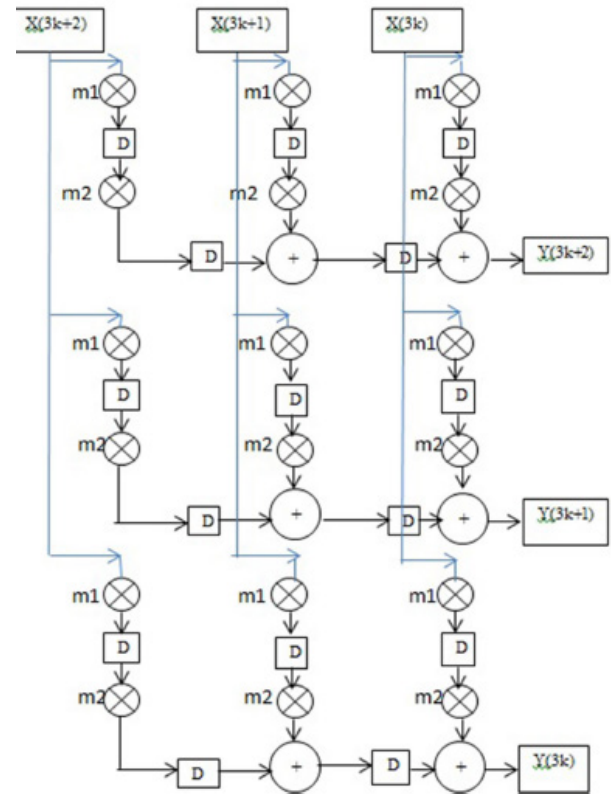 X(3k+2) X(3k+1) X(3k)
m1 m1 m1
D D D
m2 m2 m2
D + D + Y(3k+2)
m1 m1 m1
D D D
m2 m2 m2
D + D + Y(3k+1)
m1 m1 m1
D D D
m2 m2 m2
D + D + Y(3k)